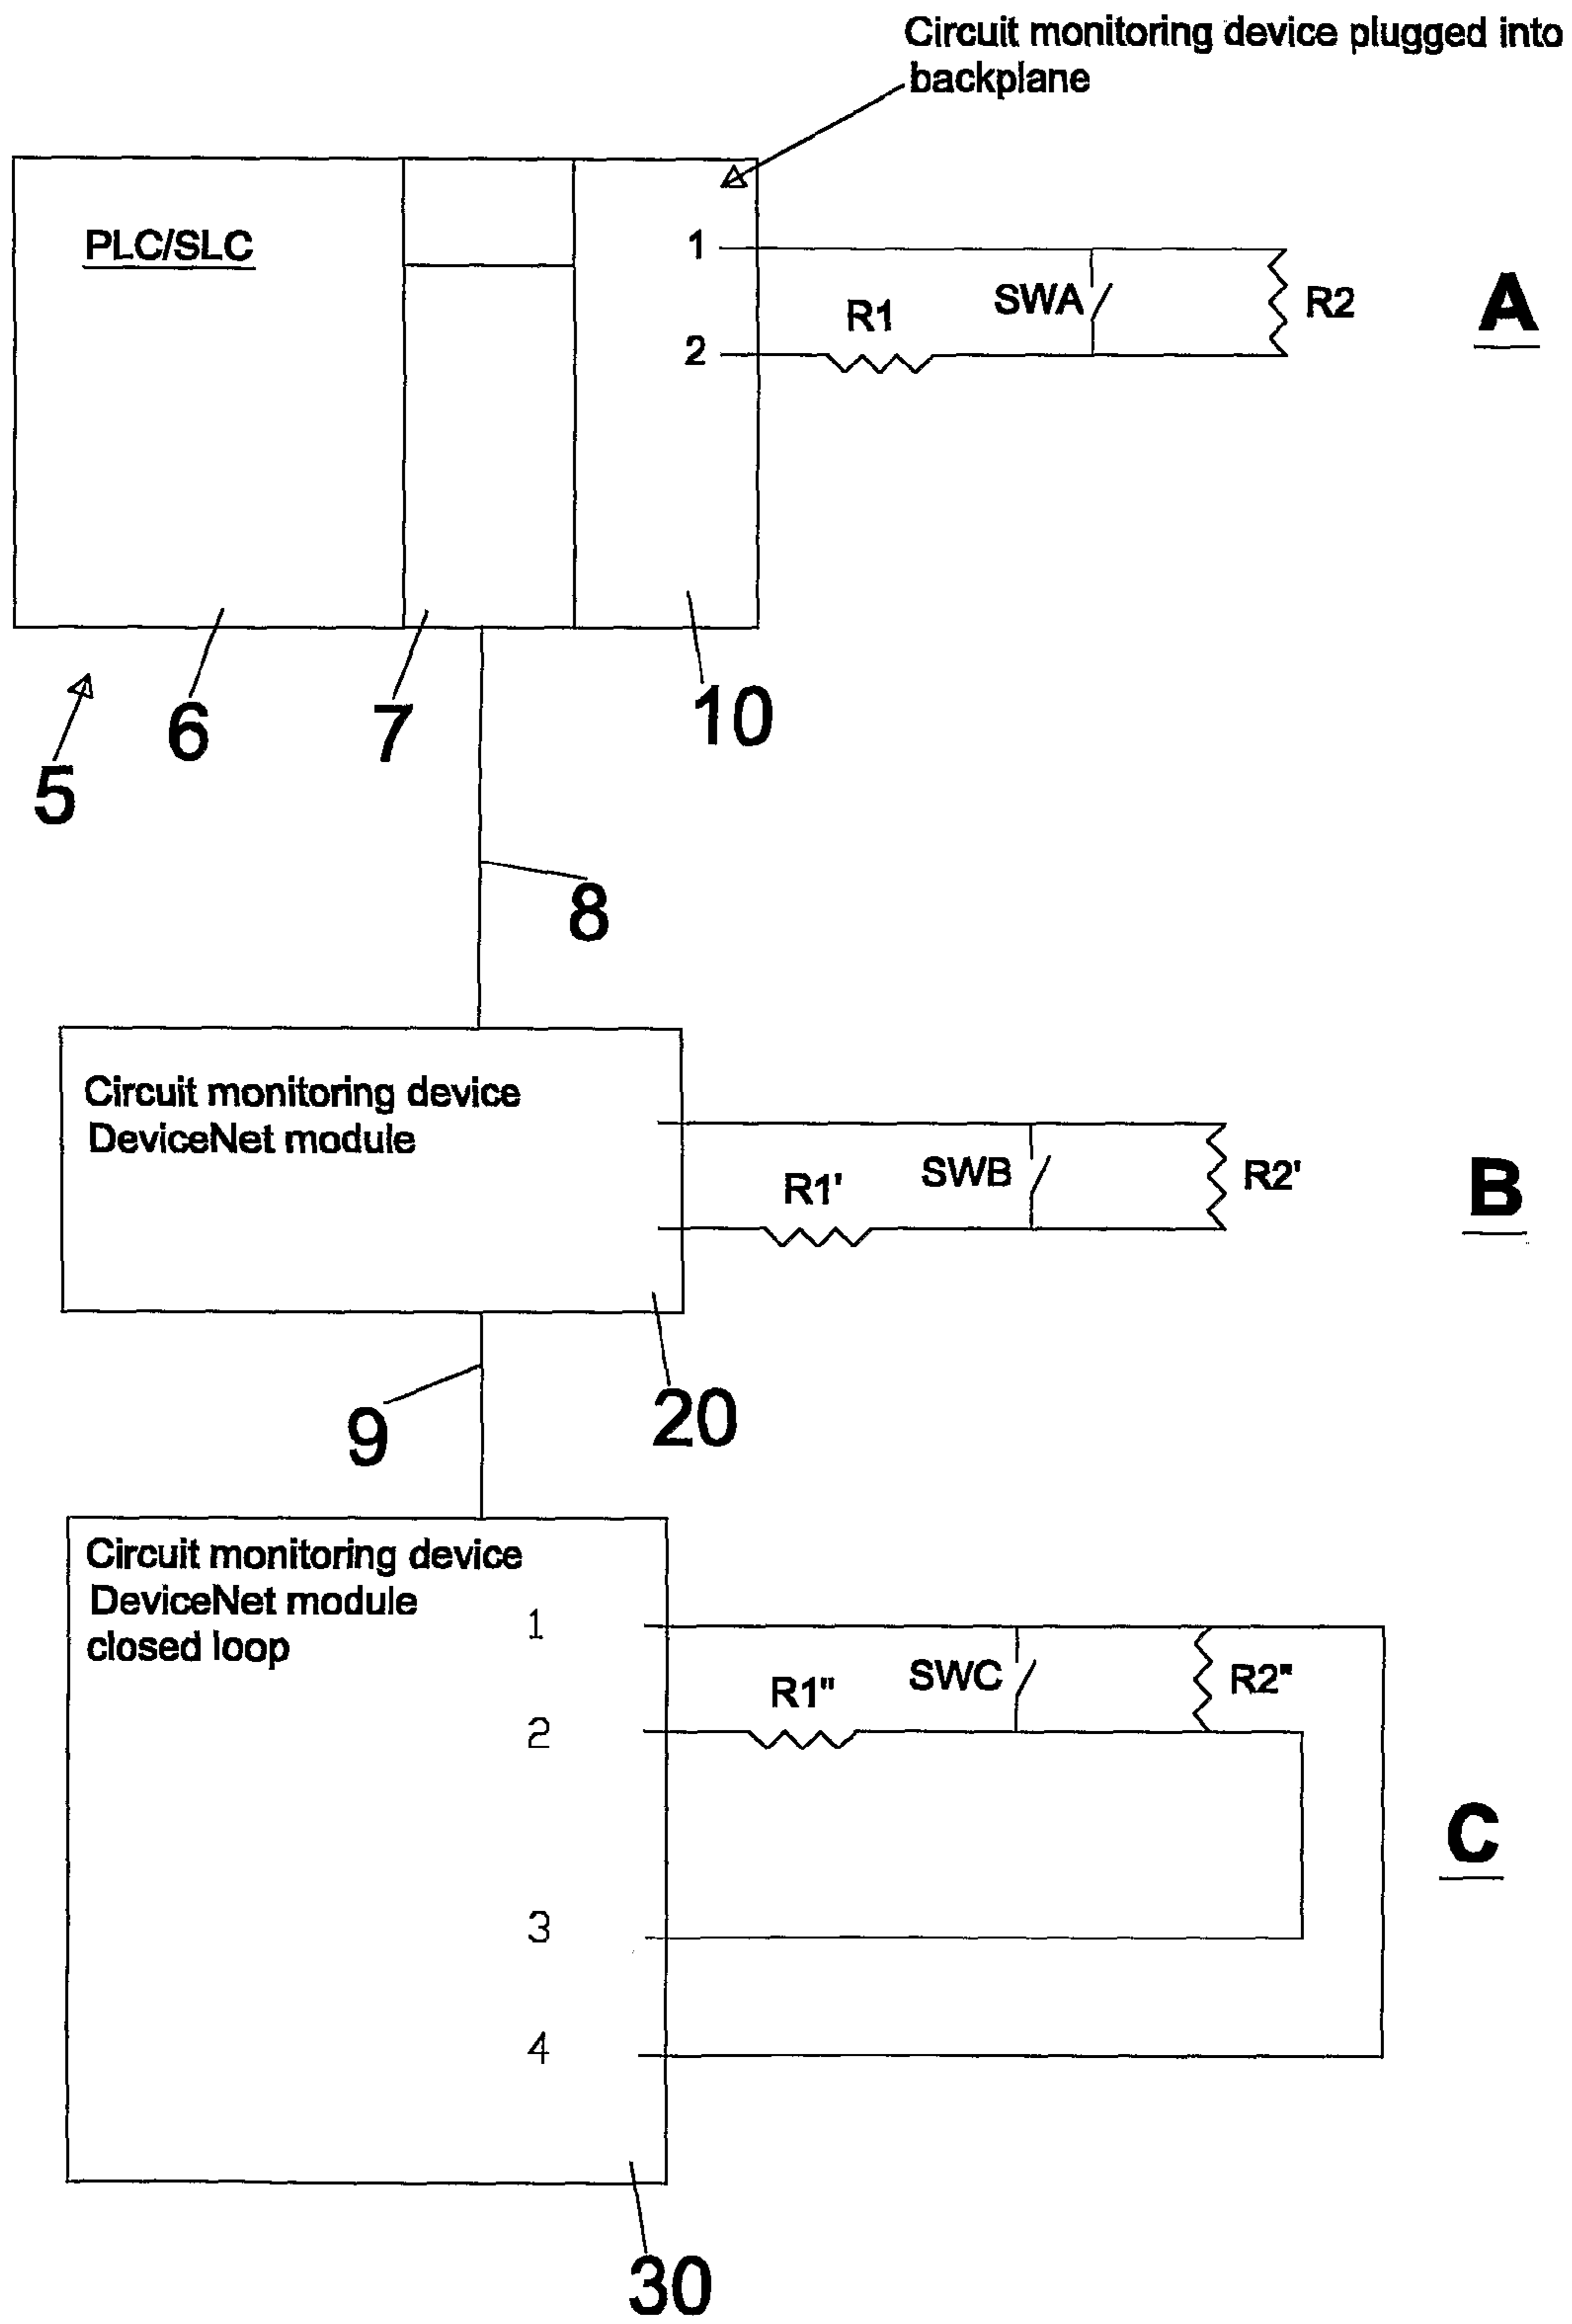 Circuit monitoring device plugged into
backplane
PLC/SLC
1
2
R1
SWA
R2
A
5
6
7
10
8
Circuit monitoring device
DeviceNet module
R1'
SWB
R2'
B
9
20
Circuit monitoring device
DeviceNet module
closed loop
1
2
3
4
R1"
SWC
R2"
C
30